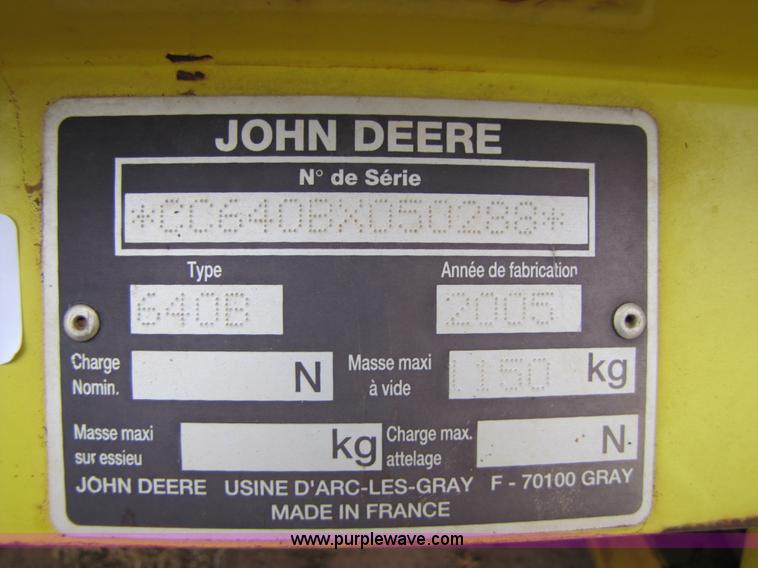 JOHN DEERE
N° de Série
*CC640BX050288*
Type
Année de fabrication
640B
2005
Charge Nomin.
N
Masse maxi à vide
1150 kg
Masse maxi sur essieu
kg
Charge max. attelage
N
JOHN DEERE USINE D'ARC-LES-GRAY F - 70100 GRAY
MADE IN FRANCE
www.purplewave.com